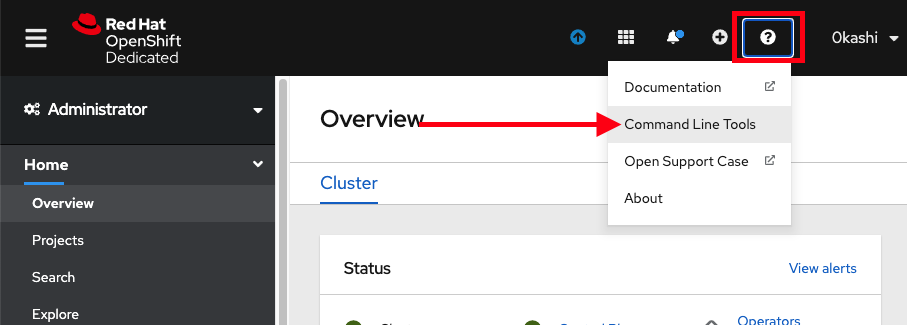 Red Hat
OpenShift
Dedicated
0kashi
Administrator
Home
Overview
Projects
Search
Explore
Overview
Cluster
Status
View alerts
Operators
Documentation
Command Line Tools
Open Support Case
About